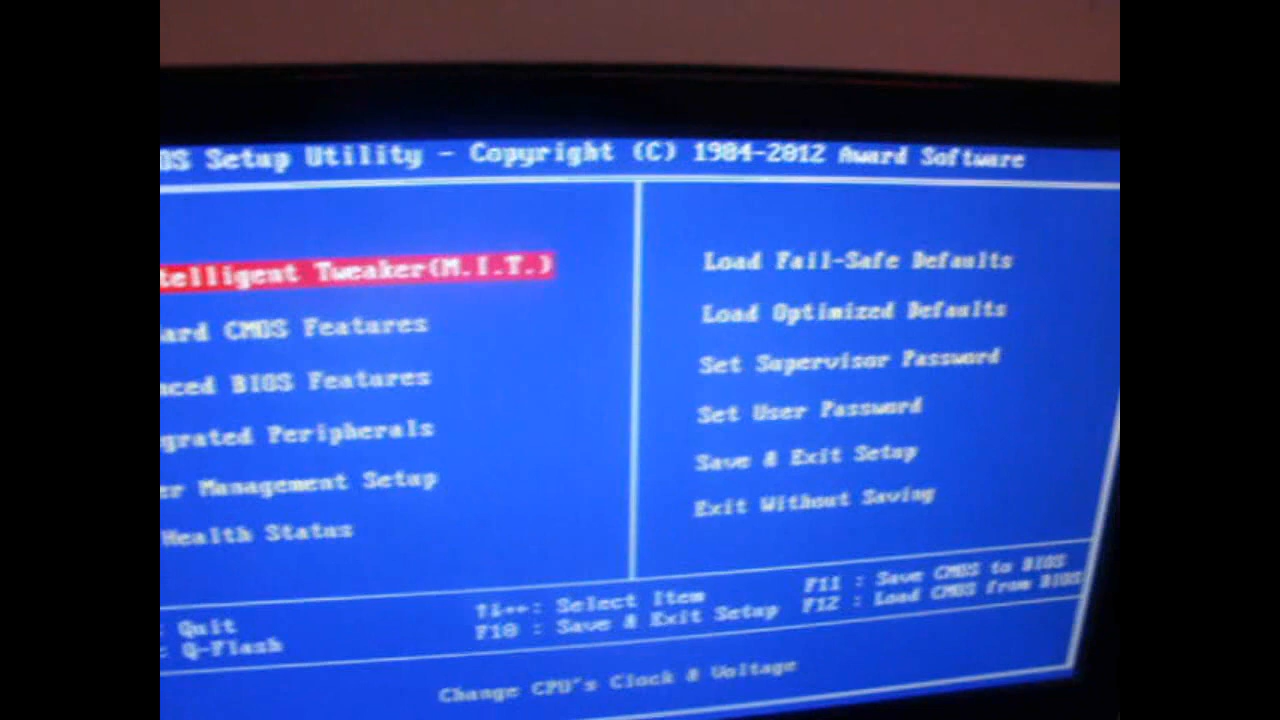 OS Setup Utility - Copyright (C) 1984-2012 Award Software
telligent Tweaker(M.I.T.)
ard CMOS Features
nced BIOS Features
grated Peripherals
er Management Setup
Health Status
Load Fail-Safe Defaults
Load Optimized Defaults
Set Supervisor Password
Set User Password
Save & Exit Setup
Exit Without Saving
: Quit
: Q-Flash
↑↓→←: Select Item
F10 : Save & Exit Setup
F11 : Save CMOS to BIOS
F12 : Load CMOS from BIOS
Change CPU's Clock & Voltage